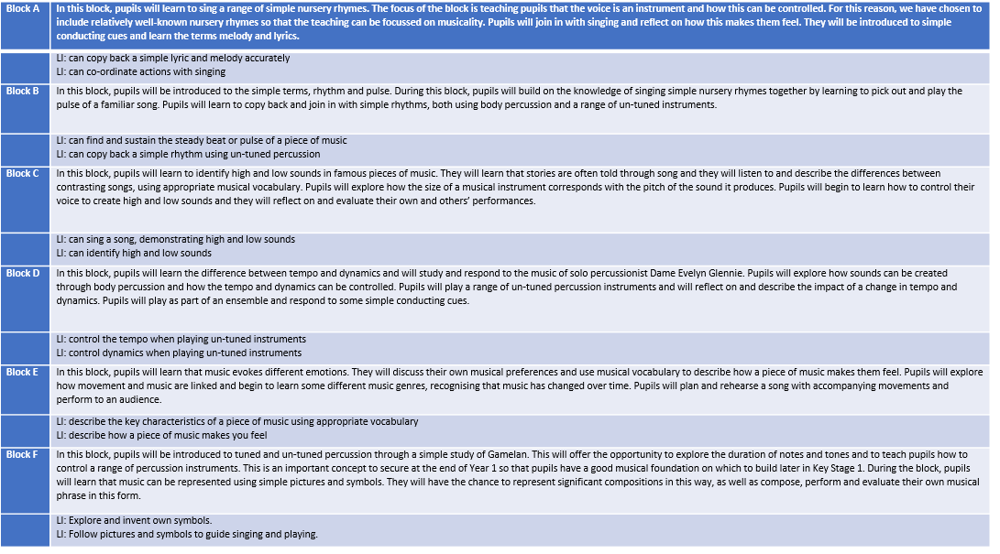 Block A
In this block, pupils will learn to sing a range of simple nursery rhymes. The focus of the block is teaching pupils that the voice is an instrument and how this can be controlled. For this reason, we have chosen to
include relatively well-known nursery rhymes so that the teaching can be focussed on musicality. Pupils will join in with singing and reflect on how this makes them feel. They will be introduced to simple
conducting cues and learn the terms melody and lyrics.
LI: can copy back a simple lyric and melody accurately
LI: can co-ordinate actions with singing
Block B
In this block, pupils will be introduced to the simple terms, rhythm and pulse. During this block, pupils will build on the knowledge of singing simple nursery rhymes together by learning to pick out and play the
pulse of a familiar song. Pupils will learn to copy back and join in with simple rhythms, both using body percussion and a range of un-tuned instruments.
LI: can find and sustain the steady beat or pulse of a piece of music
LI: can copy back a simple rhythm using un-tuned percussion
Block C
In this block, pupils will learn to identify high and low sounds in famous pieces of music. They will learn that stories are often told through song and they will listen to and describe the differences between
contrasting songs, using appropriate musical vocabulary. Pupils will explore how the size of a musical instrument corresponds with the pitch of the sound it produces. Pupils will begin to learn how to control their
voice to create high and low sounds and they will reflect on and evaluate their own and others' performances.
LI: can sing a song, demonstrating high and low sounds
LI: can identify high and low sounds
Block D
In this block, pupils will learn the difference between tempo and dynamics and will study and respond to the music of solo percussionist Dame Evelyn Glennie. Pupils will explore how sounds can be created
through body percussion and how the tempo and dynamics can be controlled. Pupils will play a range of un-tuned percussion instruments and will reflect on and describe the impact of a change in tempo and
dynamics. Pupils will play as part of an ensemble and respond to some simple conducting cues.
LI: control the tempo when playing un-tuned instruments
LI: control dynamics when playing un-tuned instruments
Block E
In this block, pupils will learn that music evokes different emotions. They will discuss their own musical preferences and use musical vocabulary to describe how a piece of music makes them feel. Pupils will explore
how movement and music are linked and begin to learn some different music genres, recognising that music has changed over time. Pupils will plan and rehearse a song with accompanying movements and
perform to an audience.
LI: describe the key characteristics of a piece of music using appropriate vocabulary
LI: describe how a piece of music makes you feel
Block F
In this block, pupils will be introduced to tuned and un-tuned percussion through a simple study of Gamelan. This will offer the opportunity to explore the duration of notes and tones and to teach pupils how to
control a range of percussion instruments. This is an important concept to secure at the end of Year 1 so that pupils have a good musical foundation on which to build later in Key Stage 1. During the block, pupils
will learn that music can be represented using simple pictures and symbols. They will have the chance to represent significant compositions in this way, as well as compose, perform and evaluate their own musical
phrase in this form.
LI: Explore and invent own symbols.
LI: Follow pictures and symbols to guide singing and playing.